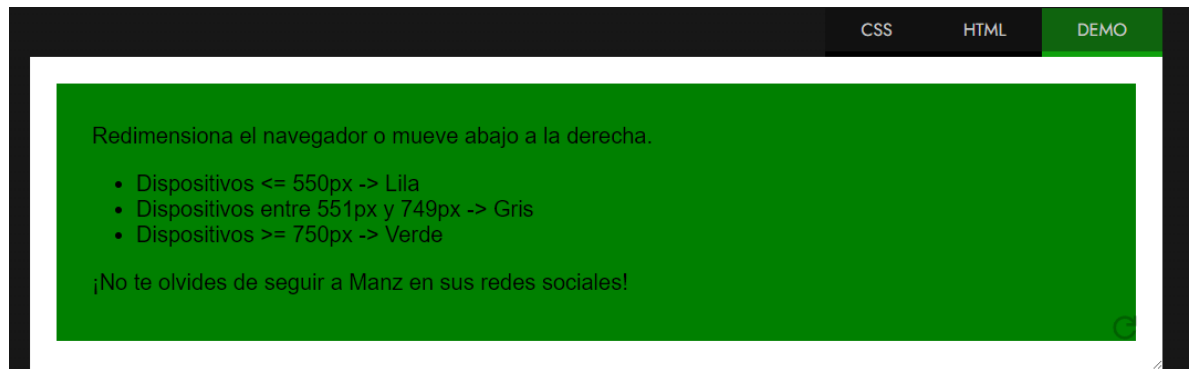 CSS HTML DEMO
Redimensiona el navegador o mueve abajo a la derecha.
• Dispositivos <= 550px -> Lila
• Dispositivos entre 551px y 749px -> Gris
• Dispositivos >= 750px -> Verde
¡No te olvides de seguir a Manz en sus redes sociales!